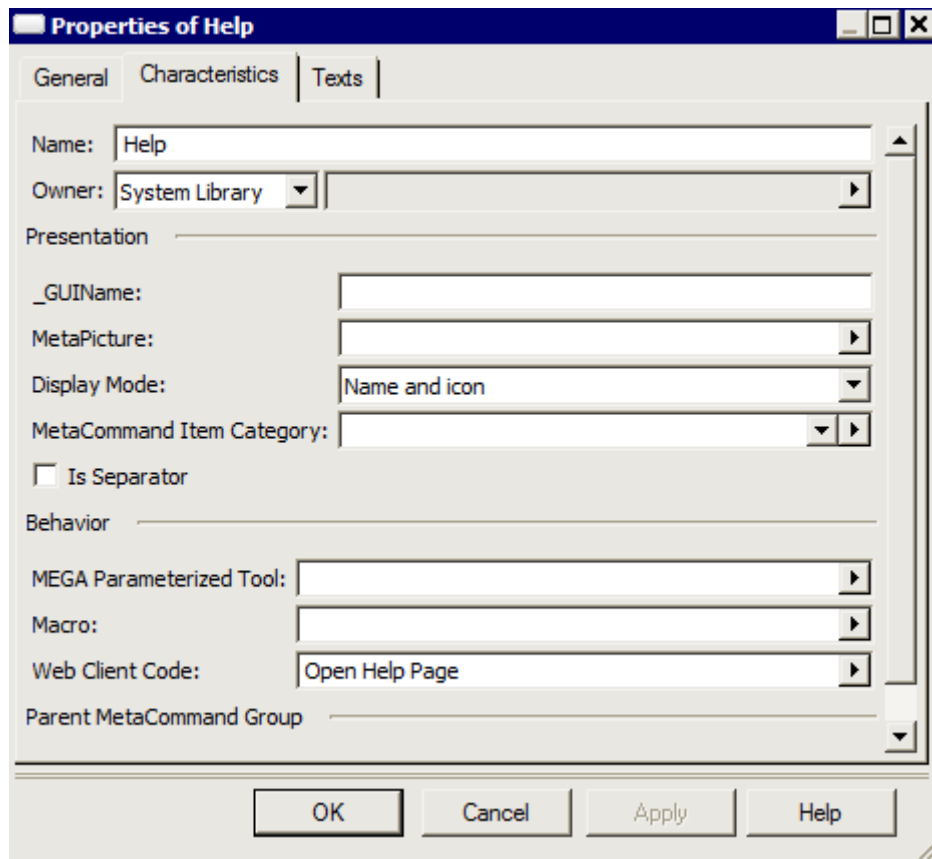 Properties of Help
General Characteristics Texts
Name: Help
Owner: System Library
Presentation
_GUIName:
MetaPicture:
Display Mode: Name and icon
MetaCommand Item Category:
Is Separator
Behavior
MEGA Parameterized Tool:
Macro:
Web Client Code: Open Help Page
Parent MetaCommand Group
OK Cancel Apply Help